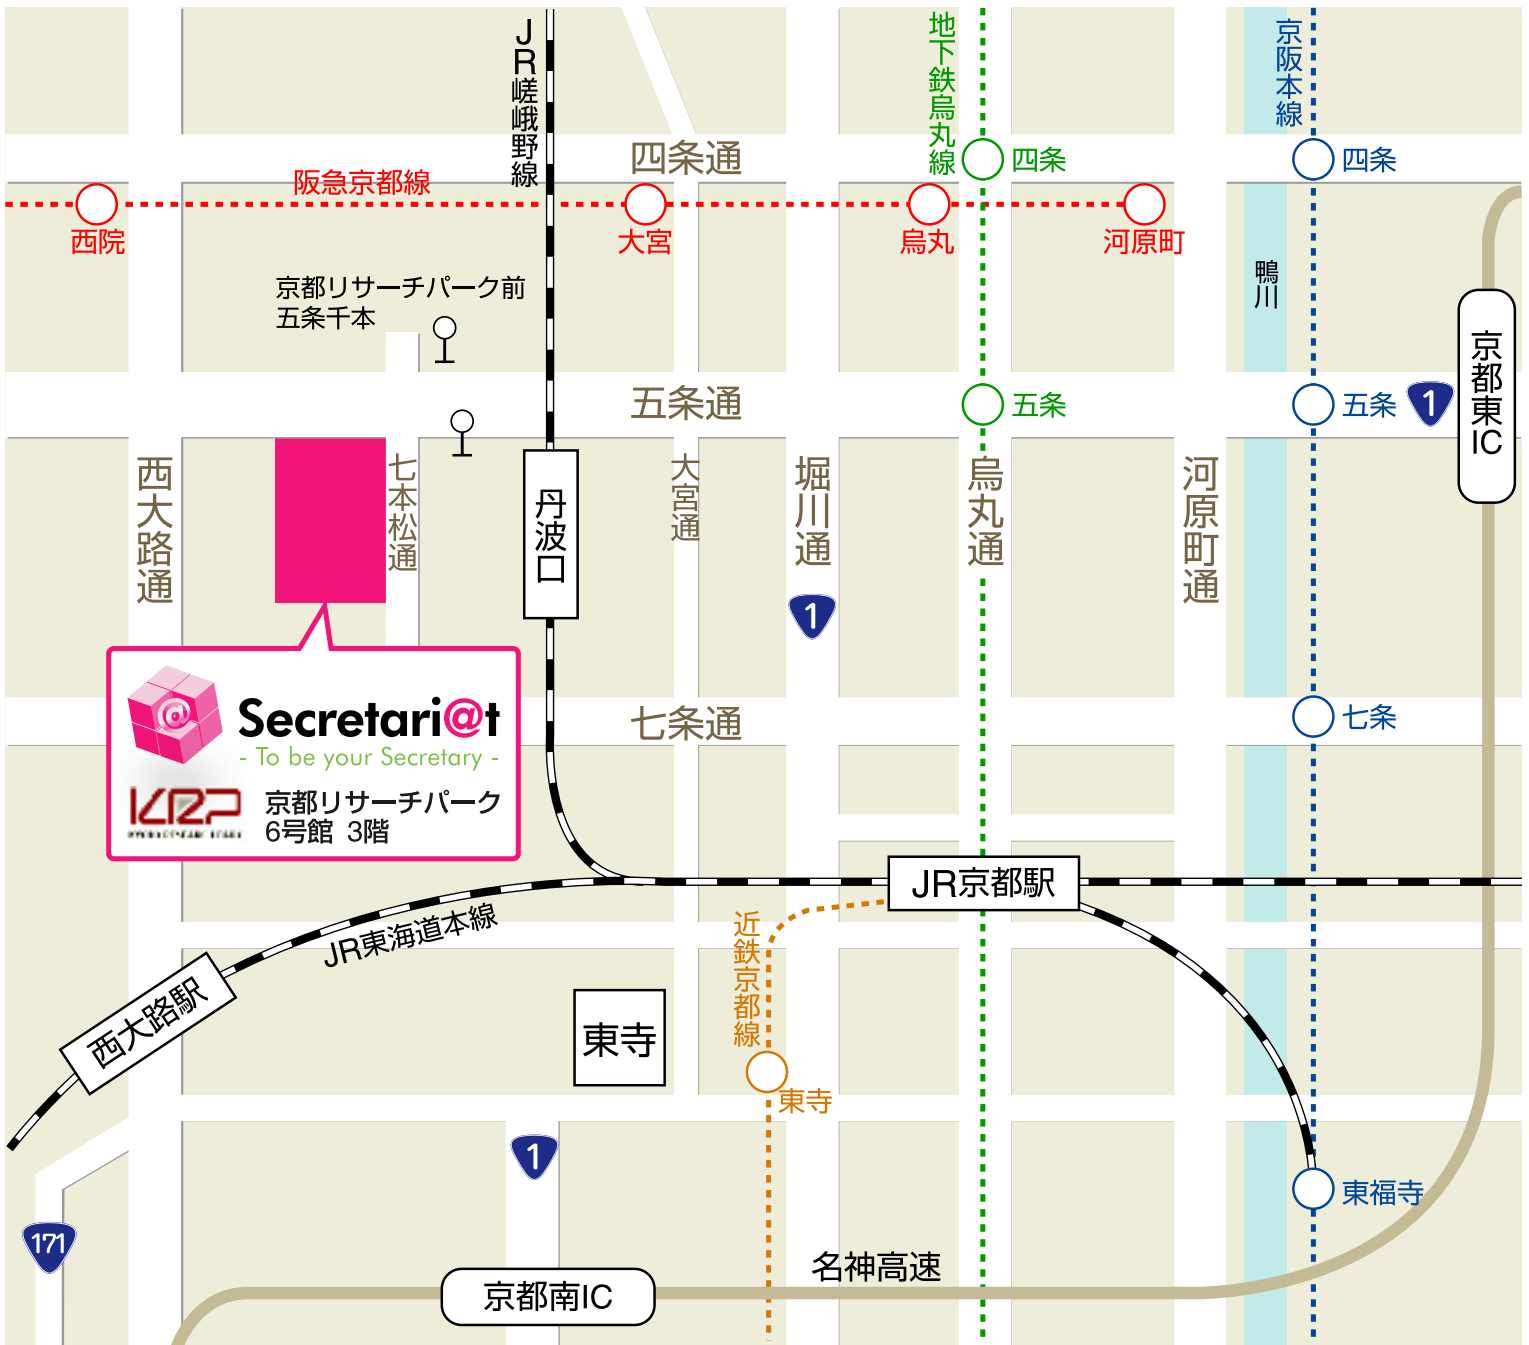 JR嵯峨野線
地下鉄烏丸線
京阪本線
四条通
四条
四条
阪急京都線
西院
大宮
烏丸
河原町
鴨川
京都リサーチパーク前
五条千本
京都東IC
五条通
五条
五条
1
西大路通
七本松通
丹波口
大宮通
堀川通
烏丸通
河原町通
1
Secretari@t
- To be your Secretary -
@
KRP
京都リサーチパーク
6号館 3階
七条通
七条
JR京都駅
JR東海道本線
近鉄京都線
西大路駅
東寺
東寺
1
東福寺
171
名神高速
京都南IC